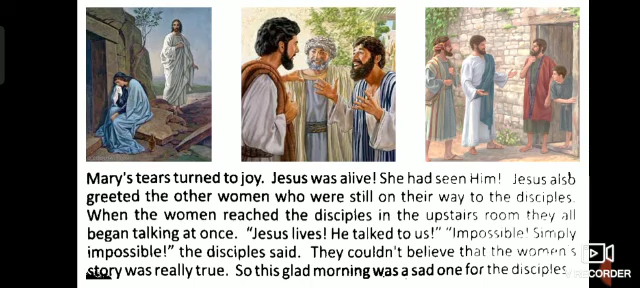 Mary's tears turned to joy. Jesus was alive! She had seen Him! Jesus also
greeted the other women who were still on their way to the disciples.
When the women reached the disciples in the upstairs room they all
began talking at once. "Jesus lives! He talked to us!" "Impossible! Simply
impossible!" the disciples said. They couldn't believe that the women's
story was really true. So this glad morning was a sad one for the disciples
RECORDER